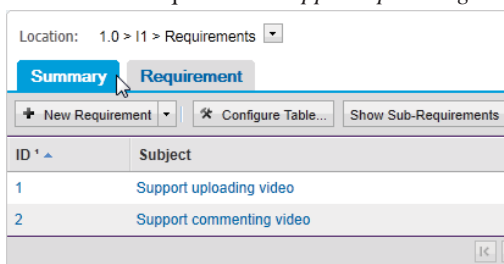 Location: 1.0 > I1 > Requirements
Summary Requirement
New Requirement Configure Table... Show Sub-Requirements
ID 1 Subject
1 Support uploading video
2 Support commenting video